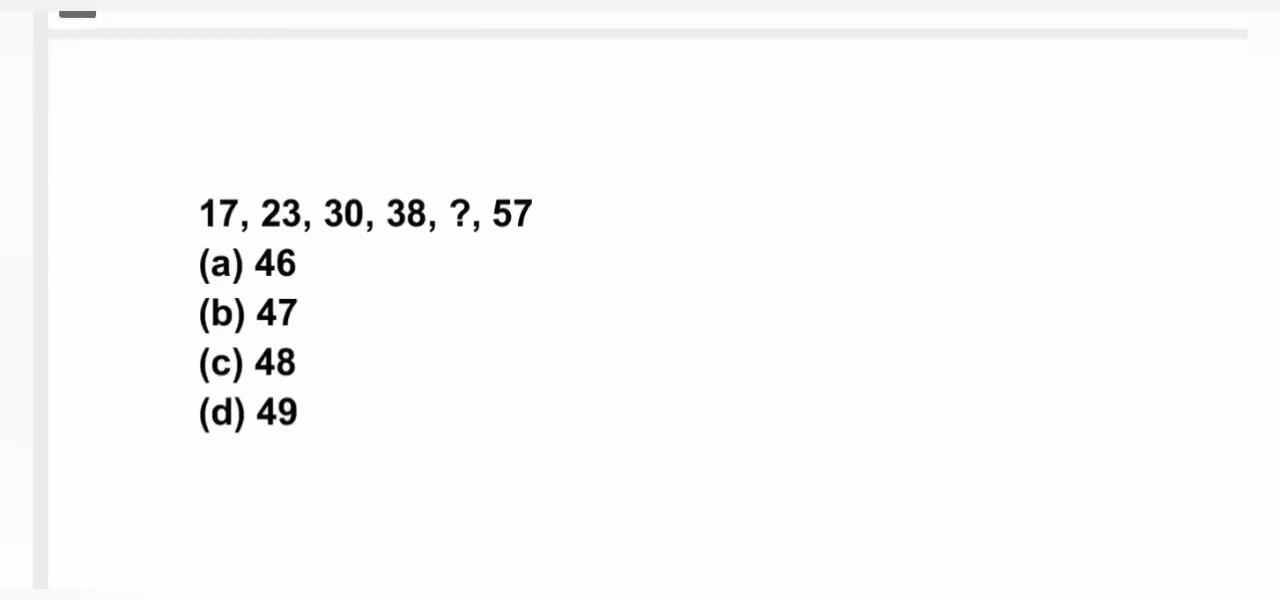 17, 23, 30, 38, ?, 57
(a) 46
(b) 47
(c) 48
(d) 49